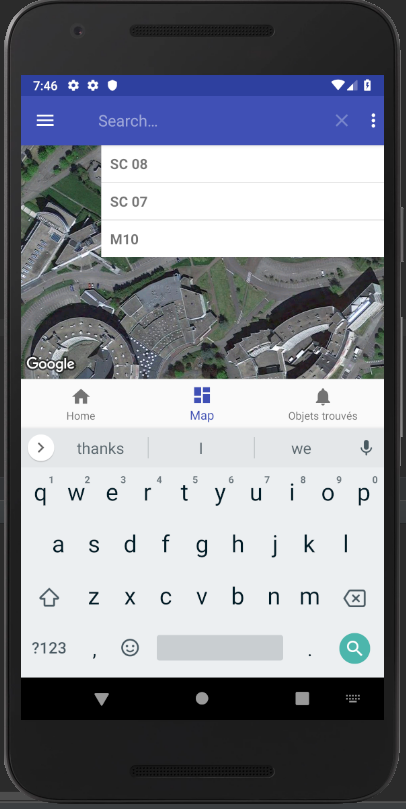 7:46
Search...
SC 08
SC 07
M10
Google
Home
Map
Objets trouvés
thanks
I
we
1 2 3 4 5 6 7 8 9 0
q w e r t y u i o p
a s d f g h j k l
z x c v b n m
?123 , .